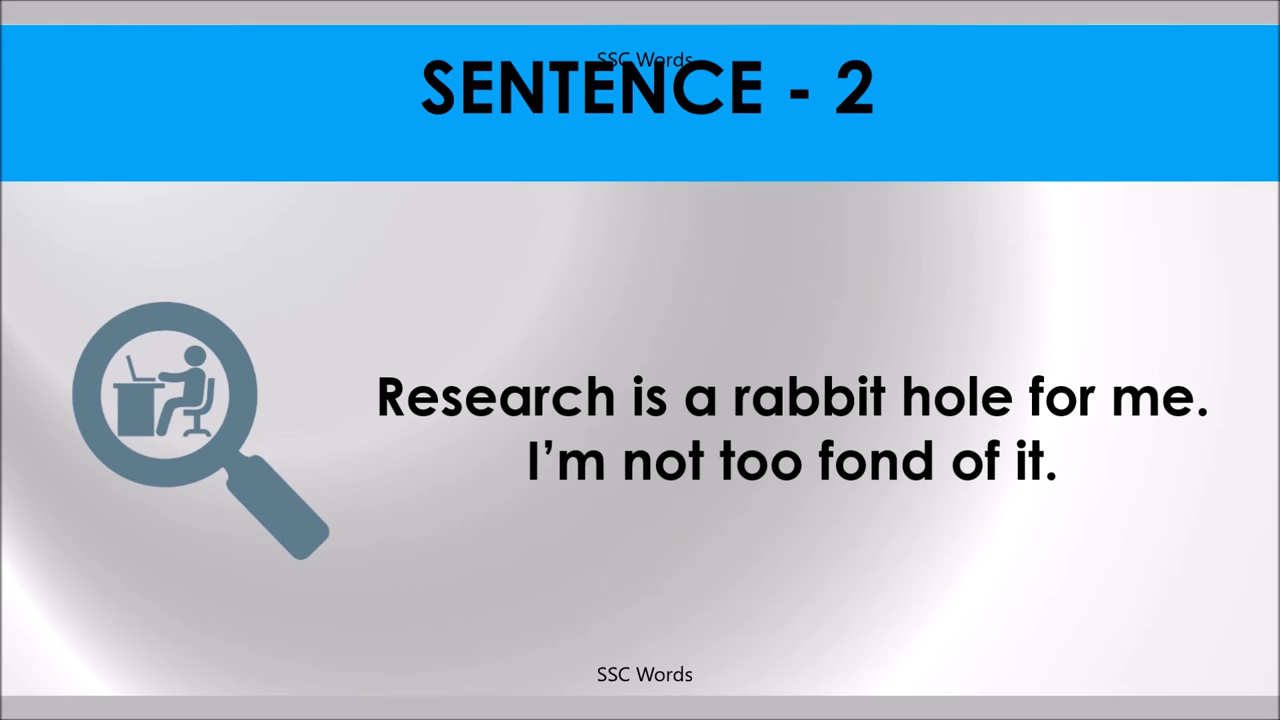 SSC Words
SENTENCE - 2
Research is a rabbit hole for me.
I’m not too fond of it.
SSC Words